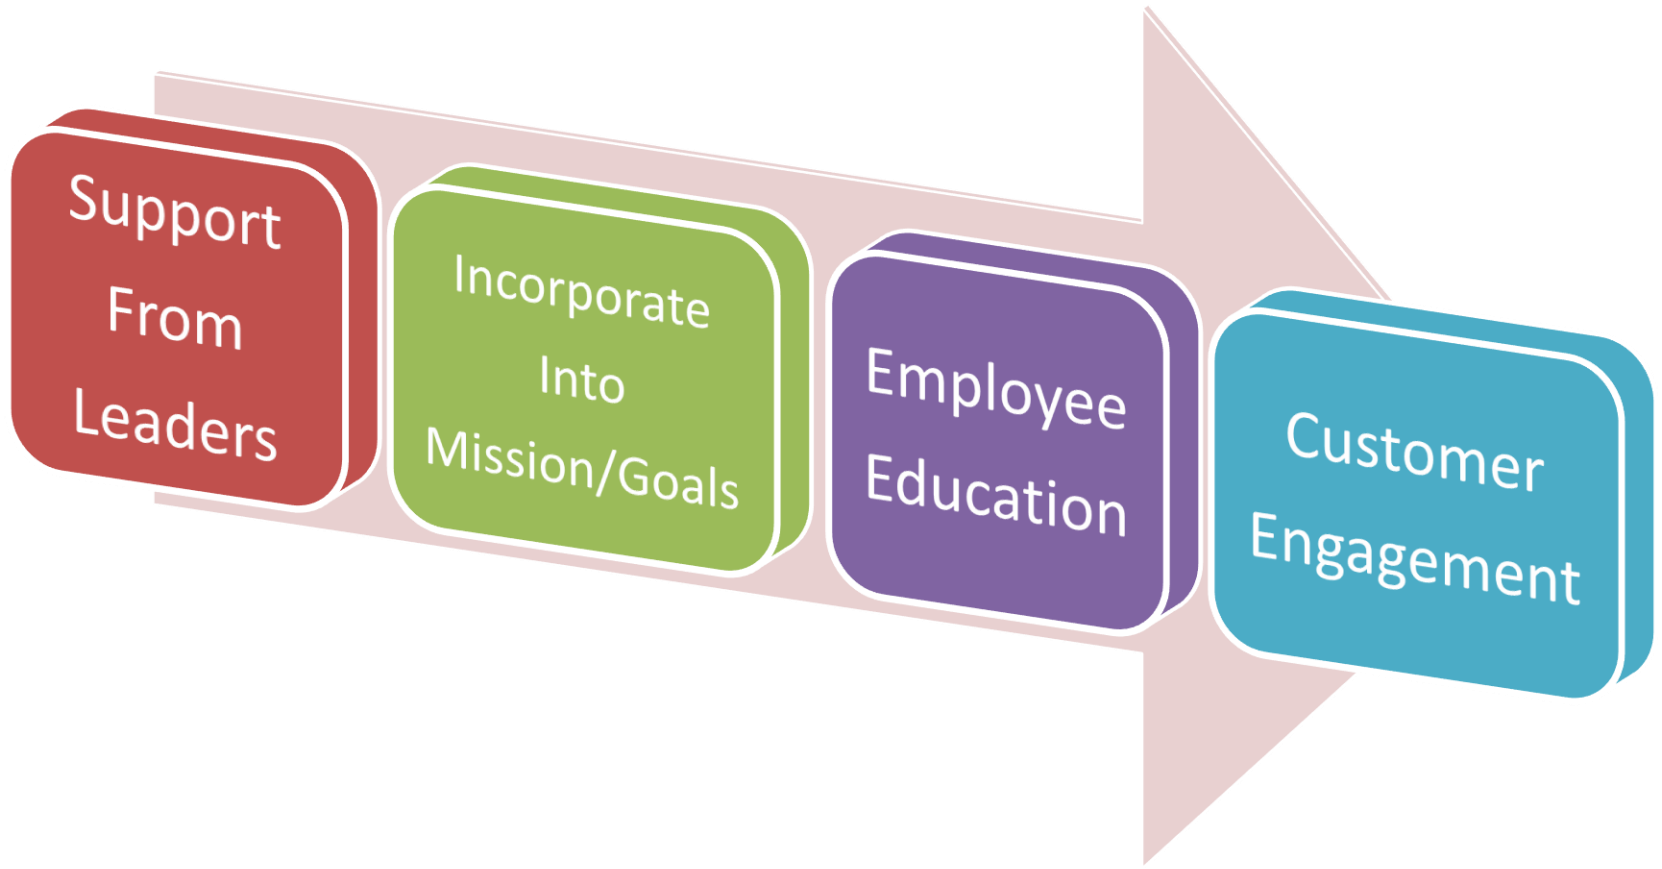 Support
From
Leaders
Incorporate
Into
Mission/Goals
Employee
Education
Customer
Engagement